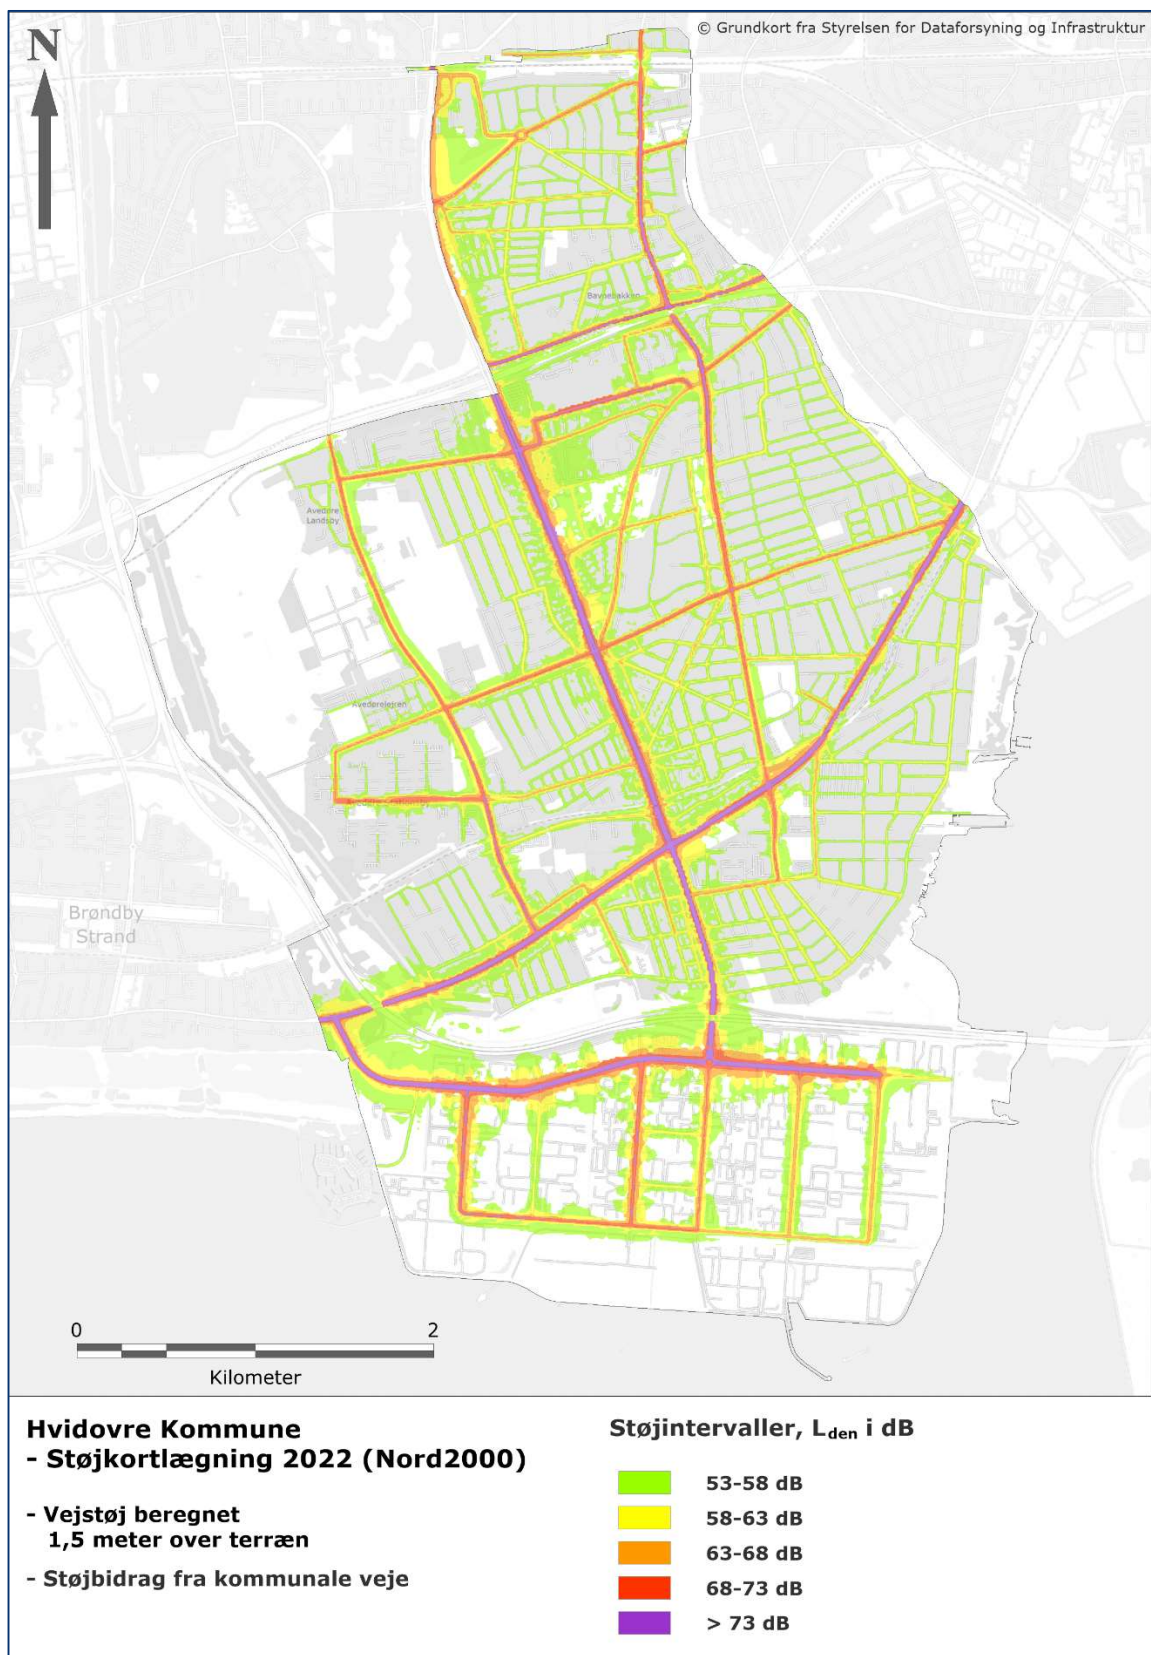 © Grundkort fra Styrelsen for Dataforsyning og Infrastruktur
N
Bavnebakken
Avedøre
Landsby
Avedørelejren
Brøndby
Strand
0 2
Kilometer
Hvidovre Kommune
- Støjkortlægning 2022 (Nord2000)
- Vejstøj beregnet
1,5 meter over terræn
- Støjbidrag fra kommunale veje
Støjintervaller, Lden i dB
53-58 dB
58-63 dB
63-68 dB
68-73 dB
> 73 dB